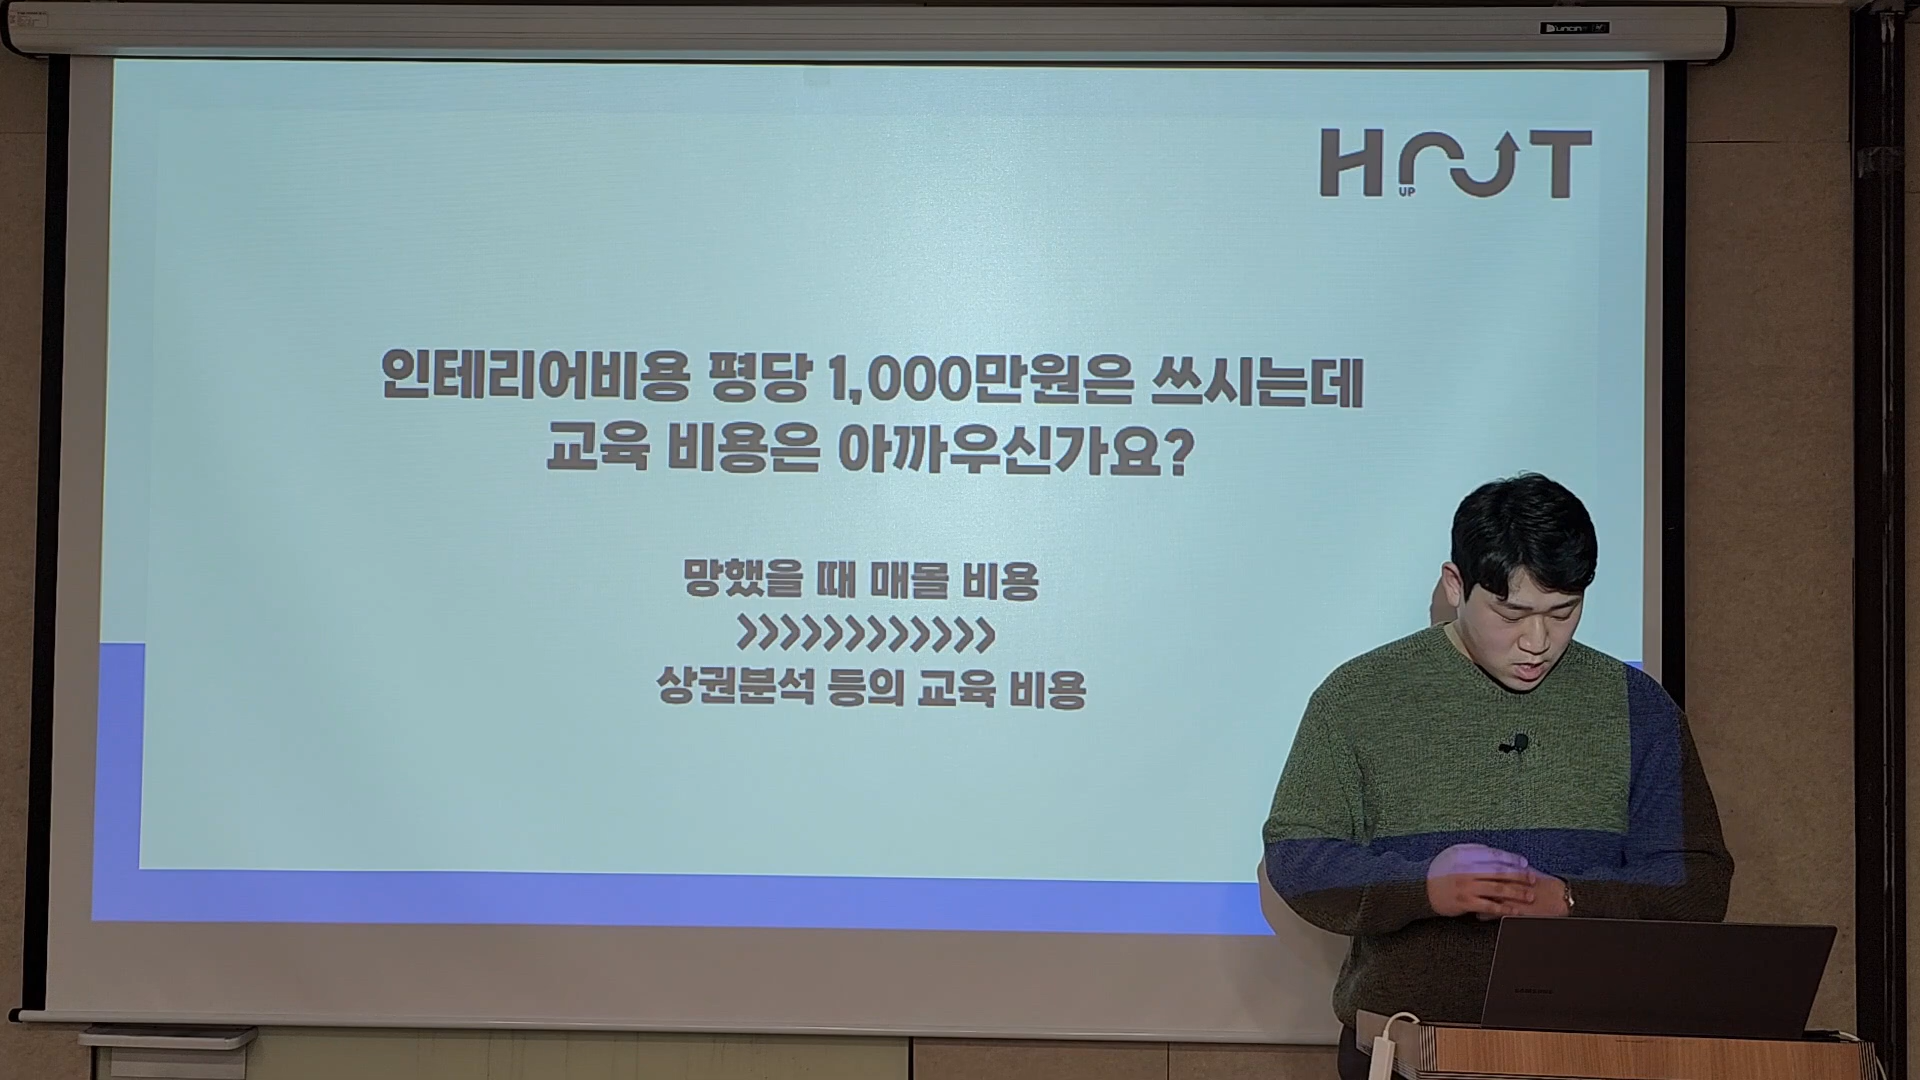 HOUT
UP
인테리어비용 평당 1,000만원은 쓰시는데
교육 비용은 아까우신가요?
망했을 때 매몰 비용
>>>>>>>>>>>>
상권분석 등의 교육 비용